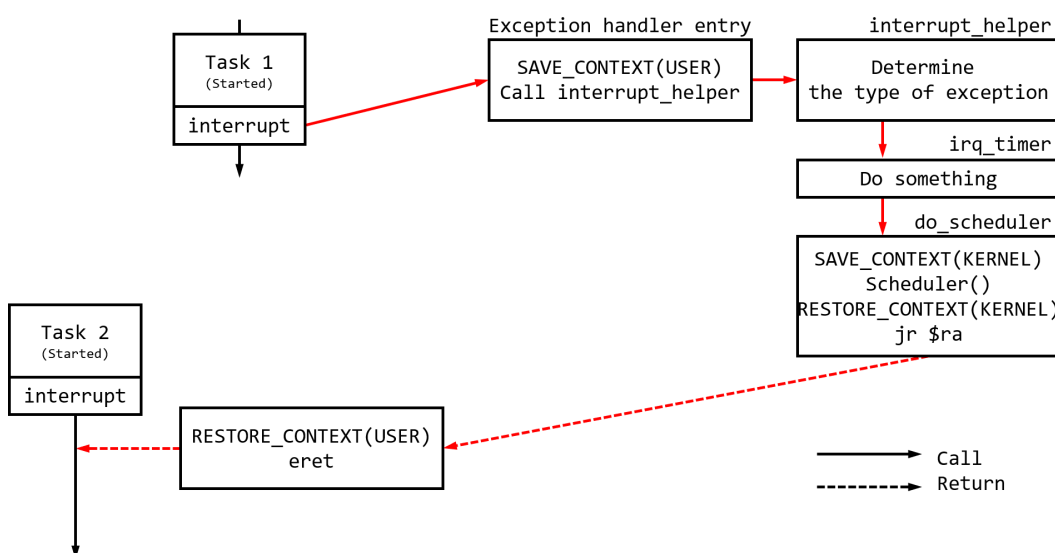 Exception handler entry
interrupt_helper
Task 1
(Started)
interrupt
SAVE_CONTEXT(USER)
Call interrupt_helper
Determine
the type of exception
irq_timer
Do something
do_scheduler
SAVE_CONTEXT(KERNEL)
Scheduler()
RESTORE_CONTEXT(KERNEL)
jr $ra
Task 2
(Started)
interrupt
RESTORE_CONTEXT(USER)
eret
Call
Return